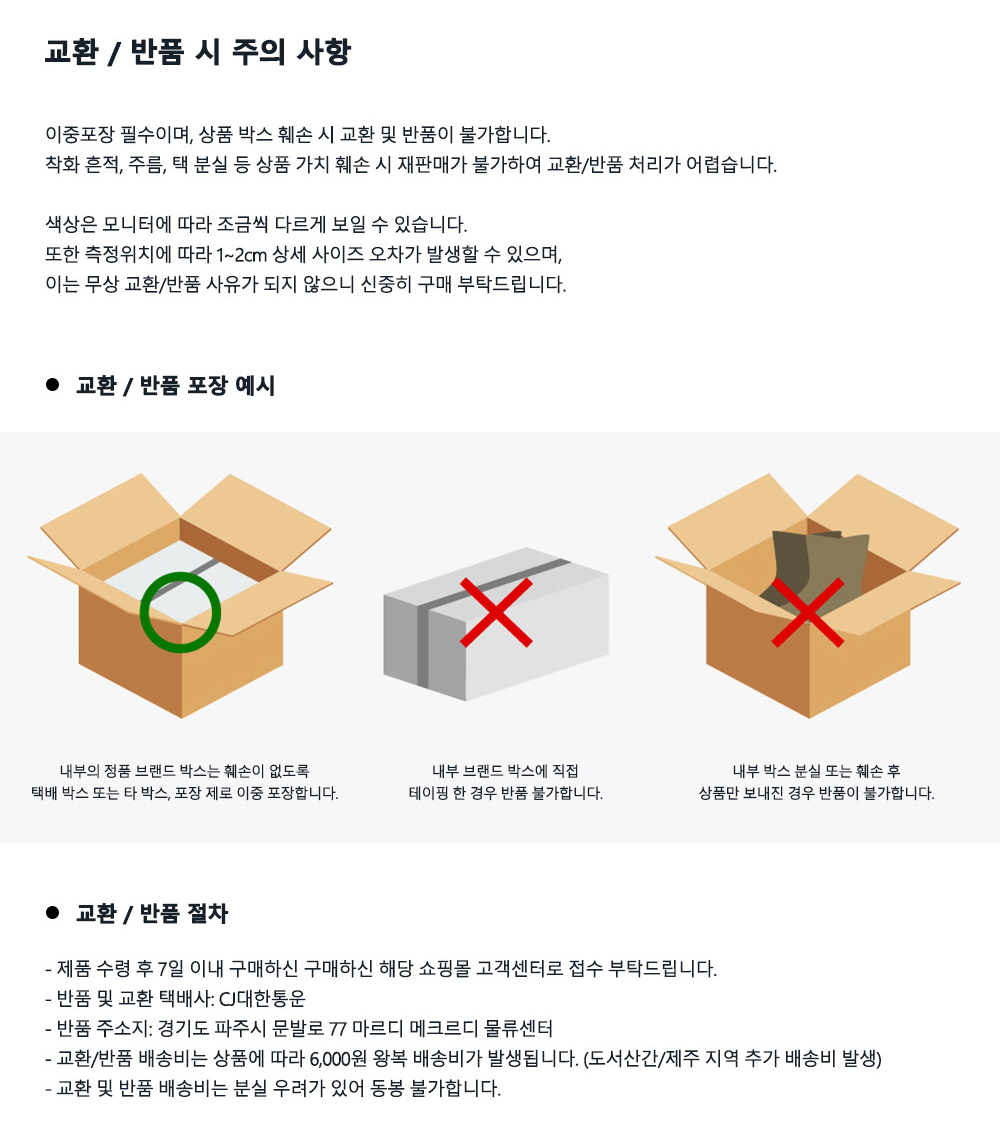 교환 / 반품 시 주의 사항
이중포장 필수이며, 상품 박스 훼손 시 교환 및 반품이 불가합니다.
착화 흔적, 주름, 택 분실 등 상품 가치 훼손 시 재판매가 불가하여 교환/반품 처리가 어렵습니다.
색상은 모니터에 따라 조금씩 다르게 보일 수 있습니다.
또한 측정위치에 따라 1~2cm 상세 사이즈 오차가 발생할 수 있으며,
이는 무상 교환/반품 사유가 되지 않으니 신중히 구매 부탁드립니다.
● 교환 / 반품 포장 예시
내부의 정품 브랜드 박스는 훼손이 없도록
택배 박스 또는 타 박스, 포장 제로 이중 포장합니다.
내부 브랜드 박스에 직접
테이핑 한 경우 반품 불가합니다.
내부 박스 분실 또는 훼손 후
상품만 보내진 경우 반품이 불가합니다.
● 교환 / 반품 절차
- 제품 수령 후 7일 이내 구매하신 구매하신 해당 쇼핑몰 고객센터로 접수 부탁드립니다.
- 반품 및 교환 택배사: CJ대한통운
- 반품 주소지: 경기도 파주시 문발로 77 마르디 메크르디 물류센터
- 교환/반품 배송비는 상품에 따라 6,000원 왕복 배송비가 발생됩니다. (도서산간/제주 지역 추가 배송비 발생)
- 교환 및 반품 배송비는 분실 우려가 있어 동봉 불가합니다.